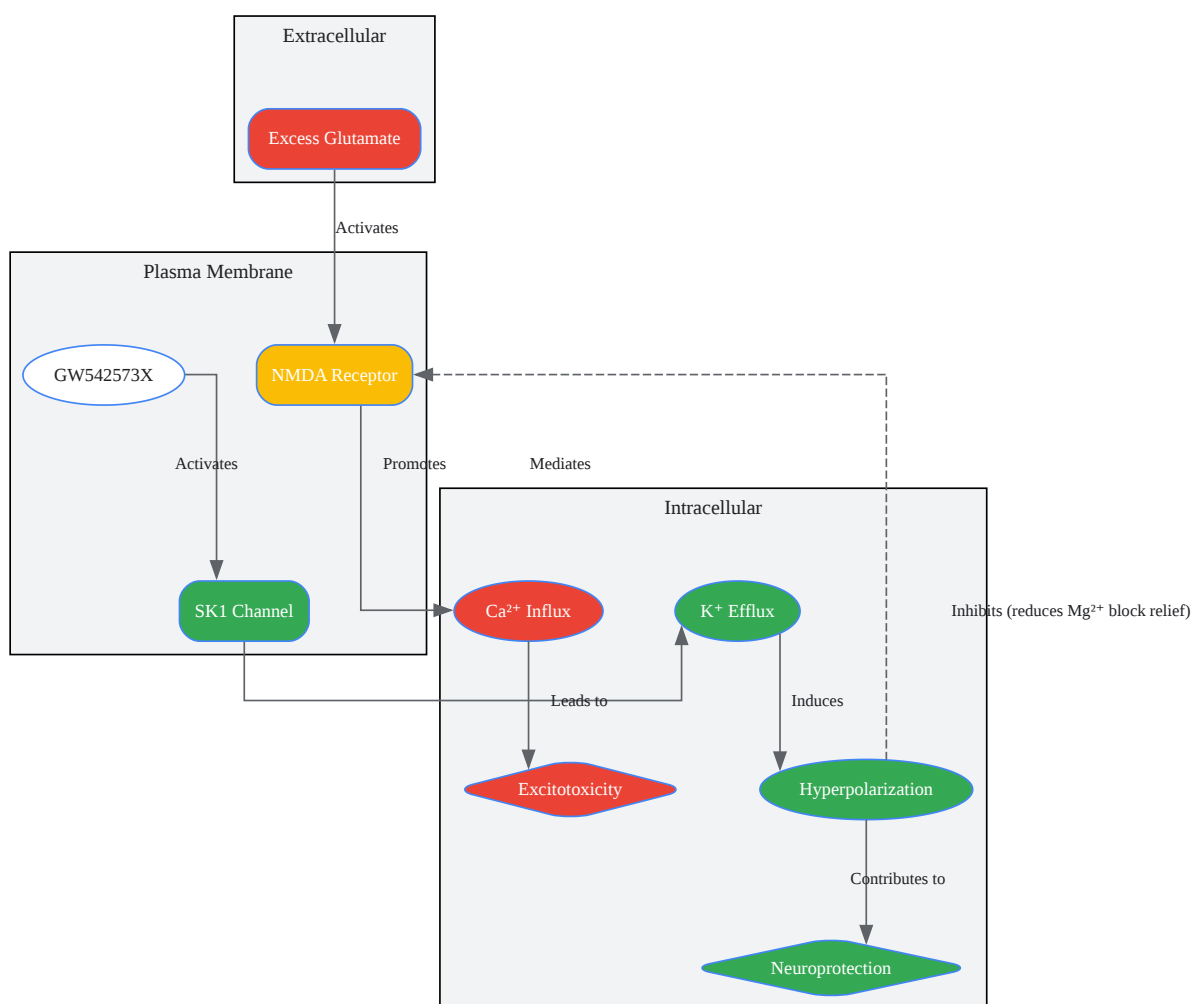 Extracellular
Excess Glutamate
Activates
Plasma Membrane
GW542573X
NMDA Receptor
Activates
Promotes
Mediates
Intracellular
SK1 Channel
Ca²⁺ Influx
K⁺ Efflux
Inhibits (reduces Mg²⁺ block relief)
Leads to
Induces
Excitotoxicity
Hyperpolarization
Contributes to
Neuroprotection